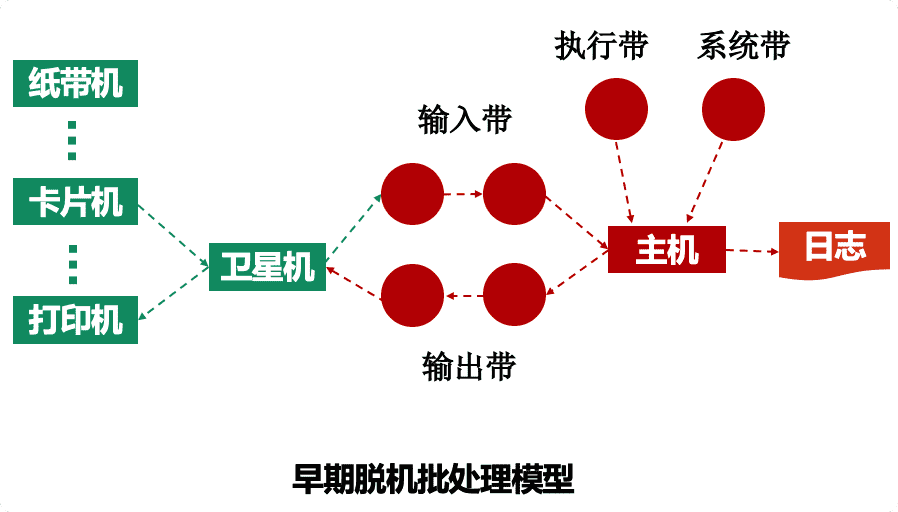 执行带
系统带
纸带机
输入带
卡片机
主机
日志
卫星机
打印机
输出带
早期脱机批处理模型